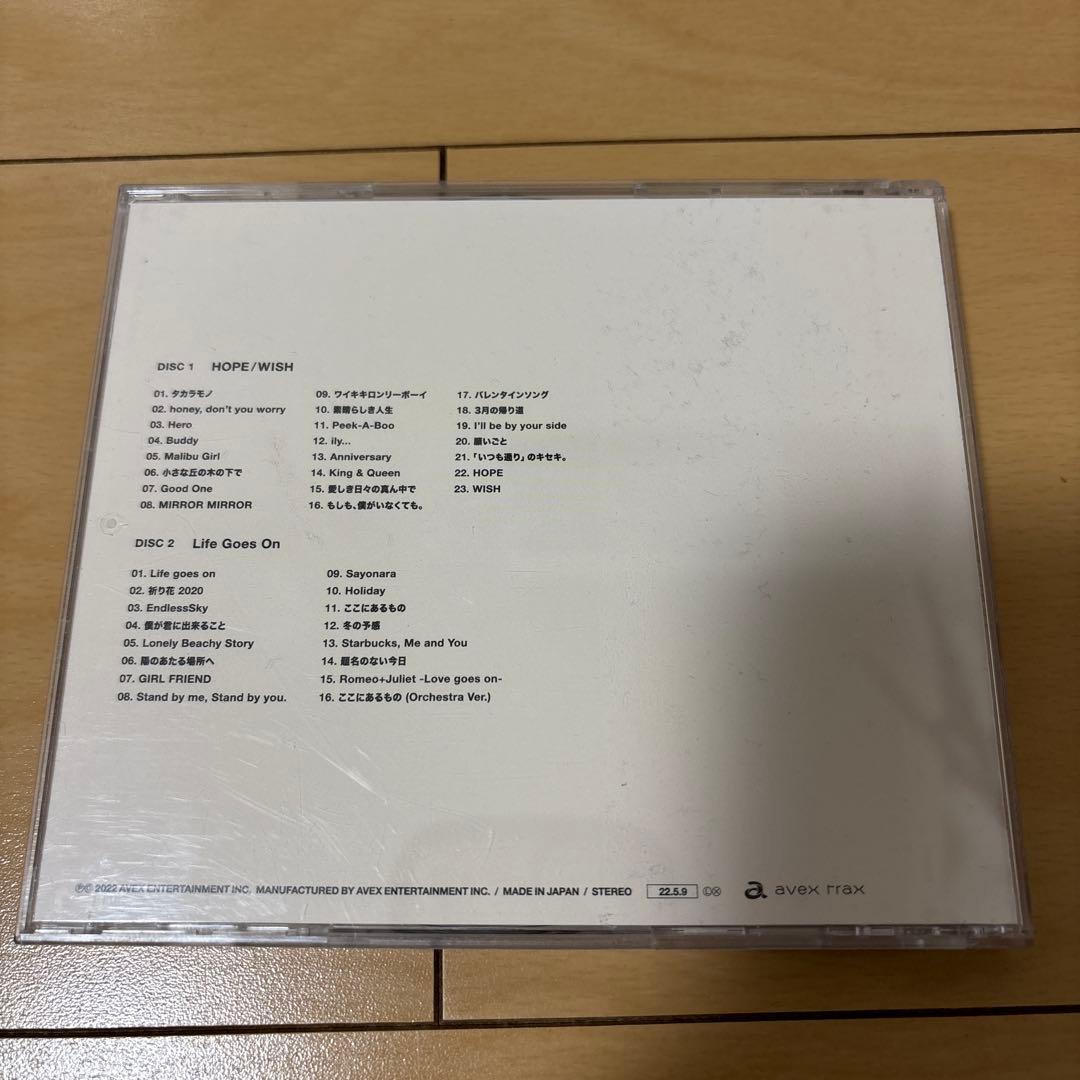 DISC 1 HOPE/WISH
01. タカラモノ
02. honey, don't you worry
03. Hero
04. Buddy
05. Malibu Girl
06. 小さな丘の木の下で
07. Good One
08. MIRROR MIRROR
09. ワイキキロンリーボーイ
10. 素晴らしき人生
11. Peek-A-Boo
12. ily...
13. Anniversary
14. King & Queen
15. 愛しき日々の真ん中で
16. もしも、僕がいなくても。
17. バレンタインソング
18. 3月の帰り道
19. I'll be by your side
20. 願いごと
21. 「いつも通り」のキセキ。
22. HOPE
23. WISH
DISC 2 Life Goes On
01. Life goes on
02. 祈り花 2020
03. EndlessSky
04. 僕が君に出来ること
05. Lonely Beachy Story
06. 陽のあたる場所へ
07. GIRL FRIEND
08. Stand by me, Stand by you.
09. Sayonara
10. Holiday
11. ここにあるもの
12. 冬の予感
13. Starbucks, Me and You
14. 題名のない今日
15. Romeo+Juliet -Love goes on-
16. ここにあるもの (Orchestra Ver.)
℗© 2022 AVEX ENTERTAINMENT INC. MANUFACTURED BY AVEX ENTERTAINMENT INC. / MADE IN JAPAN / STEREO 22.5.9 Ⓛⓧ avex trax